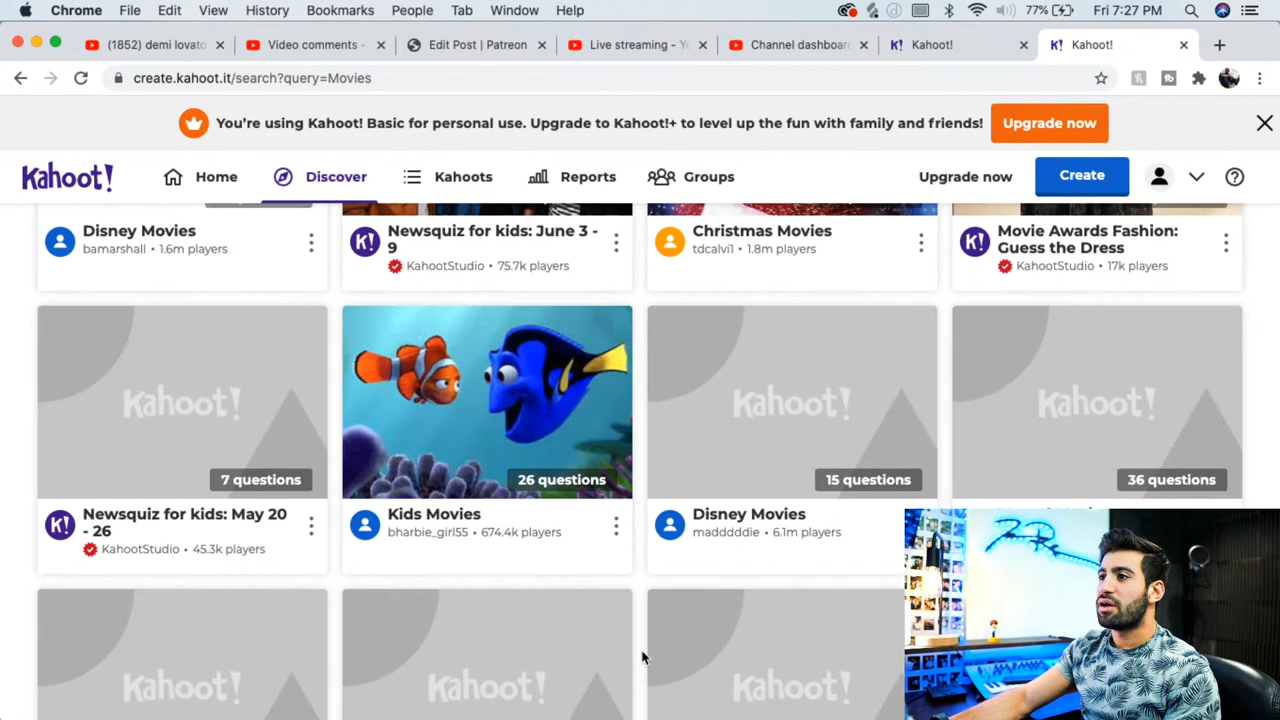 Chrome File Edit View History Bookmarks People Tab Window Help 77% Fri 7:27 PM
(1852) demi lovato Video comments - Edit Post | Patreon Live streaming - Yo Channel dashboard Kahoot! Kahoot!
create.kahoot.it/search?query=Movies
You're using Kahoot! Basic for personal use. Upgrade to Kahoot!+ to level up the fun with family and friends! Upgrade now
Kahoot! Home Discover Kahoots Reports Groups Upgrade now Create
Disney Movies
bamarshall • 1.6m players
Newsquiz for kids: June 3 -
9
KahootStudio • 75.7k players
Christmas Movies
tdcalvi1 • 1.8m players
Movie Awards Fashion:
Guess the Dress
KahootStudio • 17k players
Kahoot!
7 questions
Newsquiz for kids: May 20
- 26
KahootStudio • 45.3k players
26 questions
Kids Movies
bharbie_girl55 • 674.4k players
Kahoot!
15 questions
Disney Movies
madddddie • 6.1m players
Kahoot!
36 questions
Kahoot!
Kahoot!
Kahoot!